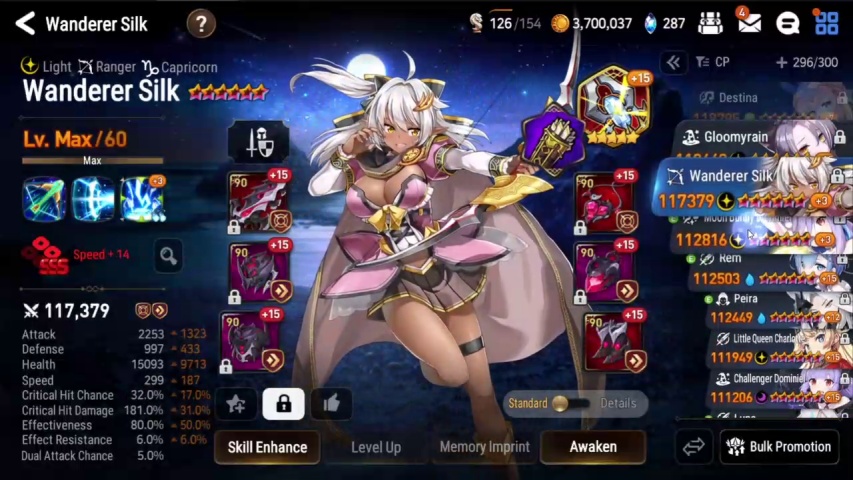 Wanderer Silk
?
126/154
3,700,037
287
4
Light Ranger Capricorn
Wanderer Silk
Lv. Max/60
Max
+3
SSS
Speed + 14
117,379
Attack 2253 1323
Defense 997 433
Health 15093 9713
Speed 299 187
Critical Hit Chance 32.0% 17.0%
Critical Hit Damage 181.0% 31.0%
Effectiveness 80.0% 50.0%
Effect Resistance 6.0% 6.0%
Dual Attack Chance 5.0%
90 +15
90 +15
90 +15
+15
+15
+15
90 +15
Standard
Details
Skill Enhance
Level Up
Memory Imprint
Awaken
CP
296/300
Destina
Gloomyrain
Wanderer Silk
117379 +3
112816 +3
Rem
112503
Peira
112449 +12
Little Queen Charlo
111949 +15
Challenger Dominiel
111206 +15
Bulk Promotion